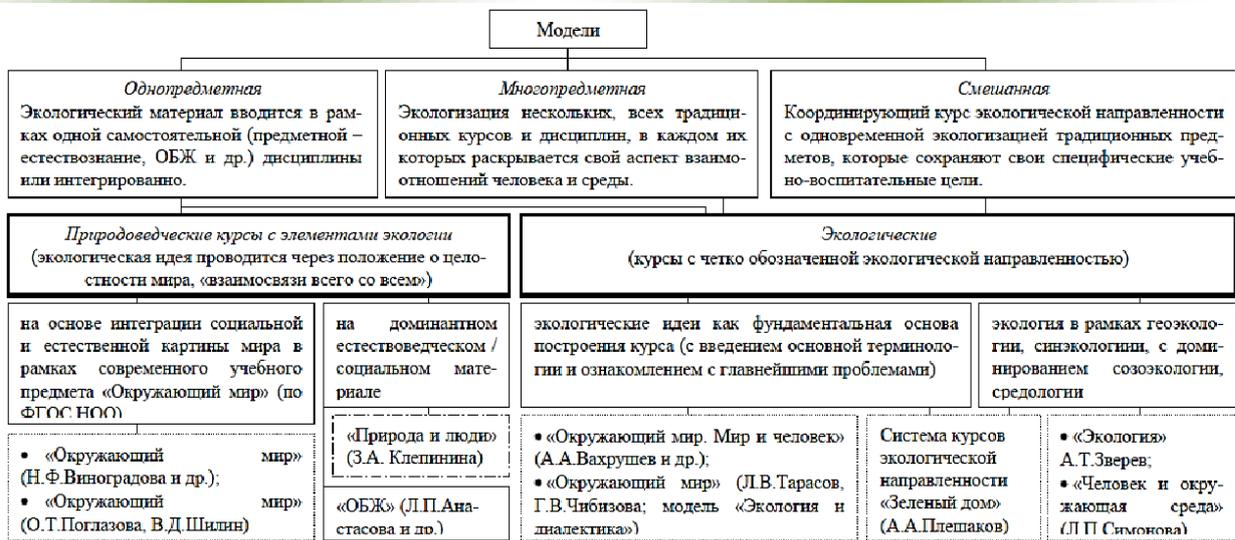 Модели
Однопредметная
Экологический материал вводится в рам-
ках одной самостоятельной (предметной –
естествознание, ОБЖ и др.) дисциплины
или интегрированно.
Многопредметная
Экологизация нескольких, всех традици-
онных курсов и дисциплин, в каждом их
которых раскрывается свой аспект взаимо-
отношений человека и среды.
Смешанная
Координирующий курс экологической направленности
с одновременной экологизацией традиционных пред-
метов, которые сохраняют свои специфические учеб-
но-воспитательные цели.
Природоведческие курсы с элементами экологии
(экологическая идея проводится через положение о цело-
стности мира, «взаимосвязи всего со всем»)
Экологические
(курсы с четко обозначенной экологической направленностью)
на основе интеграции социальной
и естественной картины мира в
рамках современного учебного
предмета «Окружающий мир» (по
ФГОС НОО)
на доминантном
естествоведческом /
социальном мате-
риале
экологические идеи как фундаментальная основа
построения курса (с введением основной терминоло-
гии и ознакомлением с главнейшими проблемами)
экология в рамках геоэколо-
гии, синэкологиии, с доми-
нированием созоэкологии,
средологии
• «Окружающий мир»
(Н.Ф.Виноградова и др.);
• «Окружающий мир»
(О.Т.Поглазова, В.Д.Шилин)
«Природа и люди»
(З.А. Клепинина)
«ОБЖ» (Л.П.Ана-
стасова и др.)
• «Окружающий мир. Мир и человек»
(А.А.Вахрушев и др.);
• «Окружающий мир» (Л.В.Тарасов,
Г.В.Чибизова; модель «Экология и
диалектика»)
Система курсов
экологической
направленности
«Зеленый дом»
(А.А.Плешаков)
• «Экология»
А.Т.Зверев;
• «Человек и окру-
жающая среда»
(Л.П.Симонова)